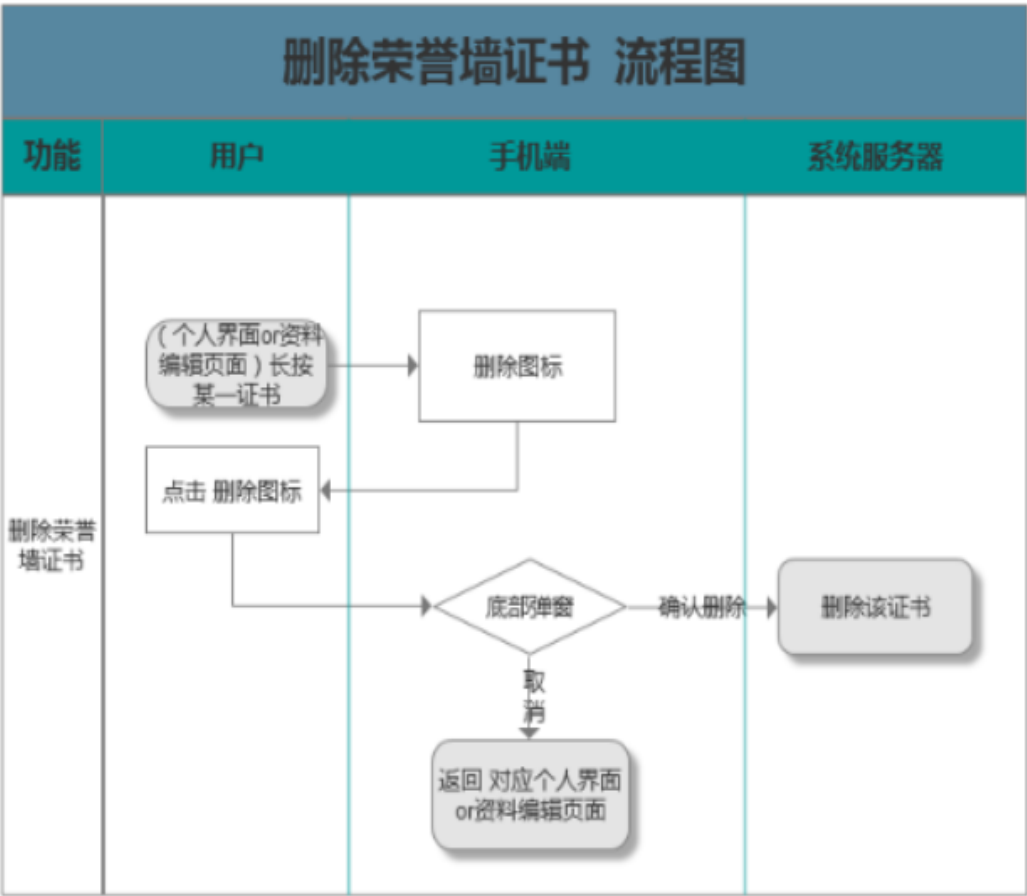 删除荣誉墙证书 流程图
功能
用户
手机端
系统服务器
(个人界面or资料
编辑页面)长按
某一证书
删除图标
点击 删除图标
删除荣誉
墙证书
底部弹窗
确认删除
删除该证书
取
消
返回 对应个人界面
or资料编辑页面